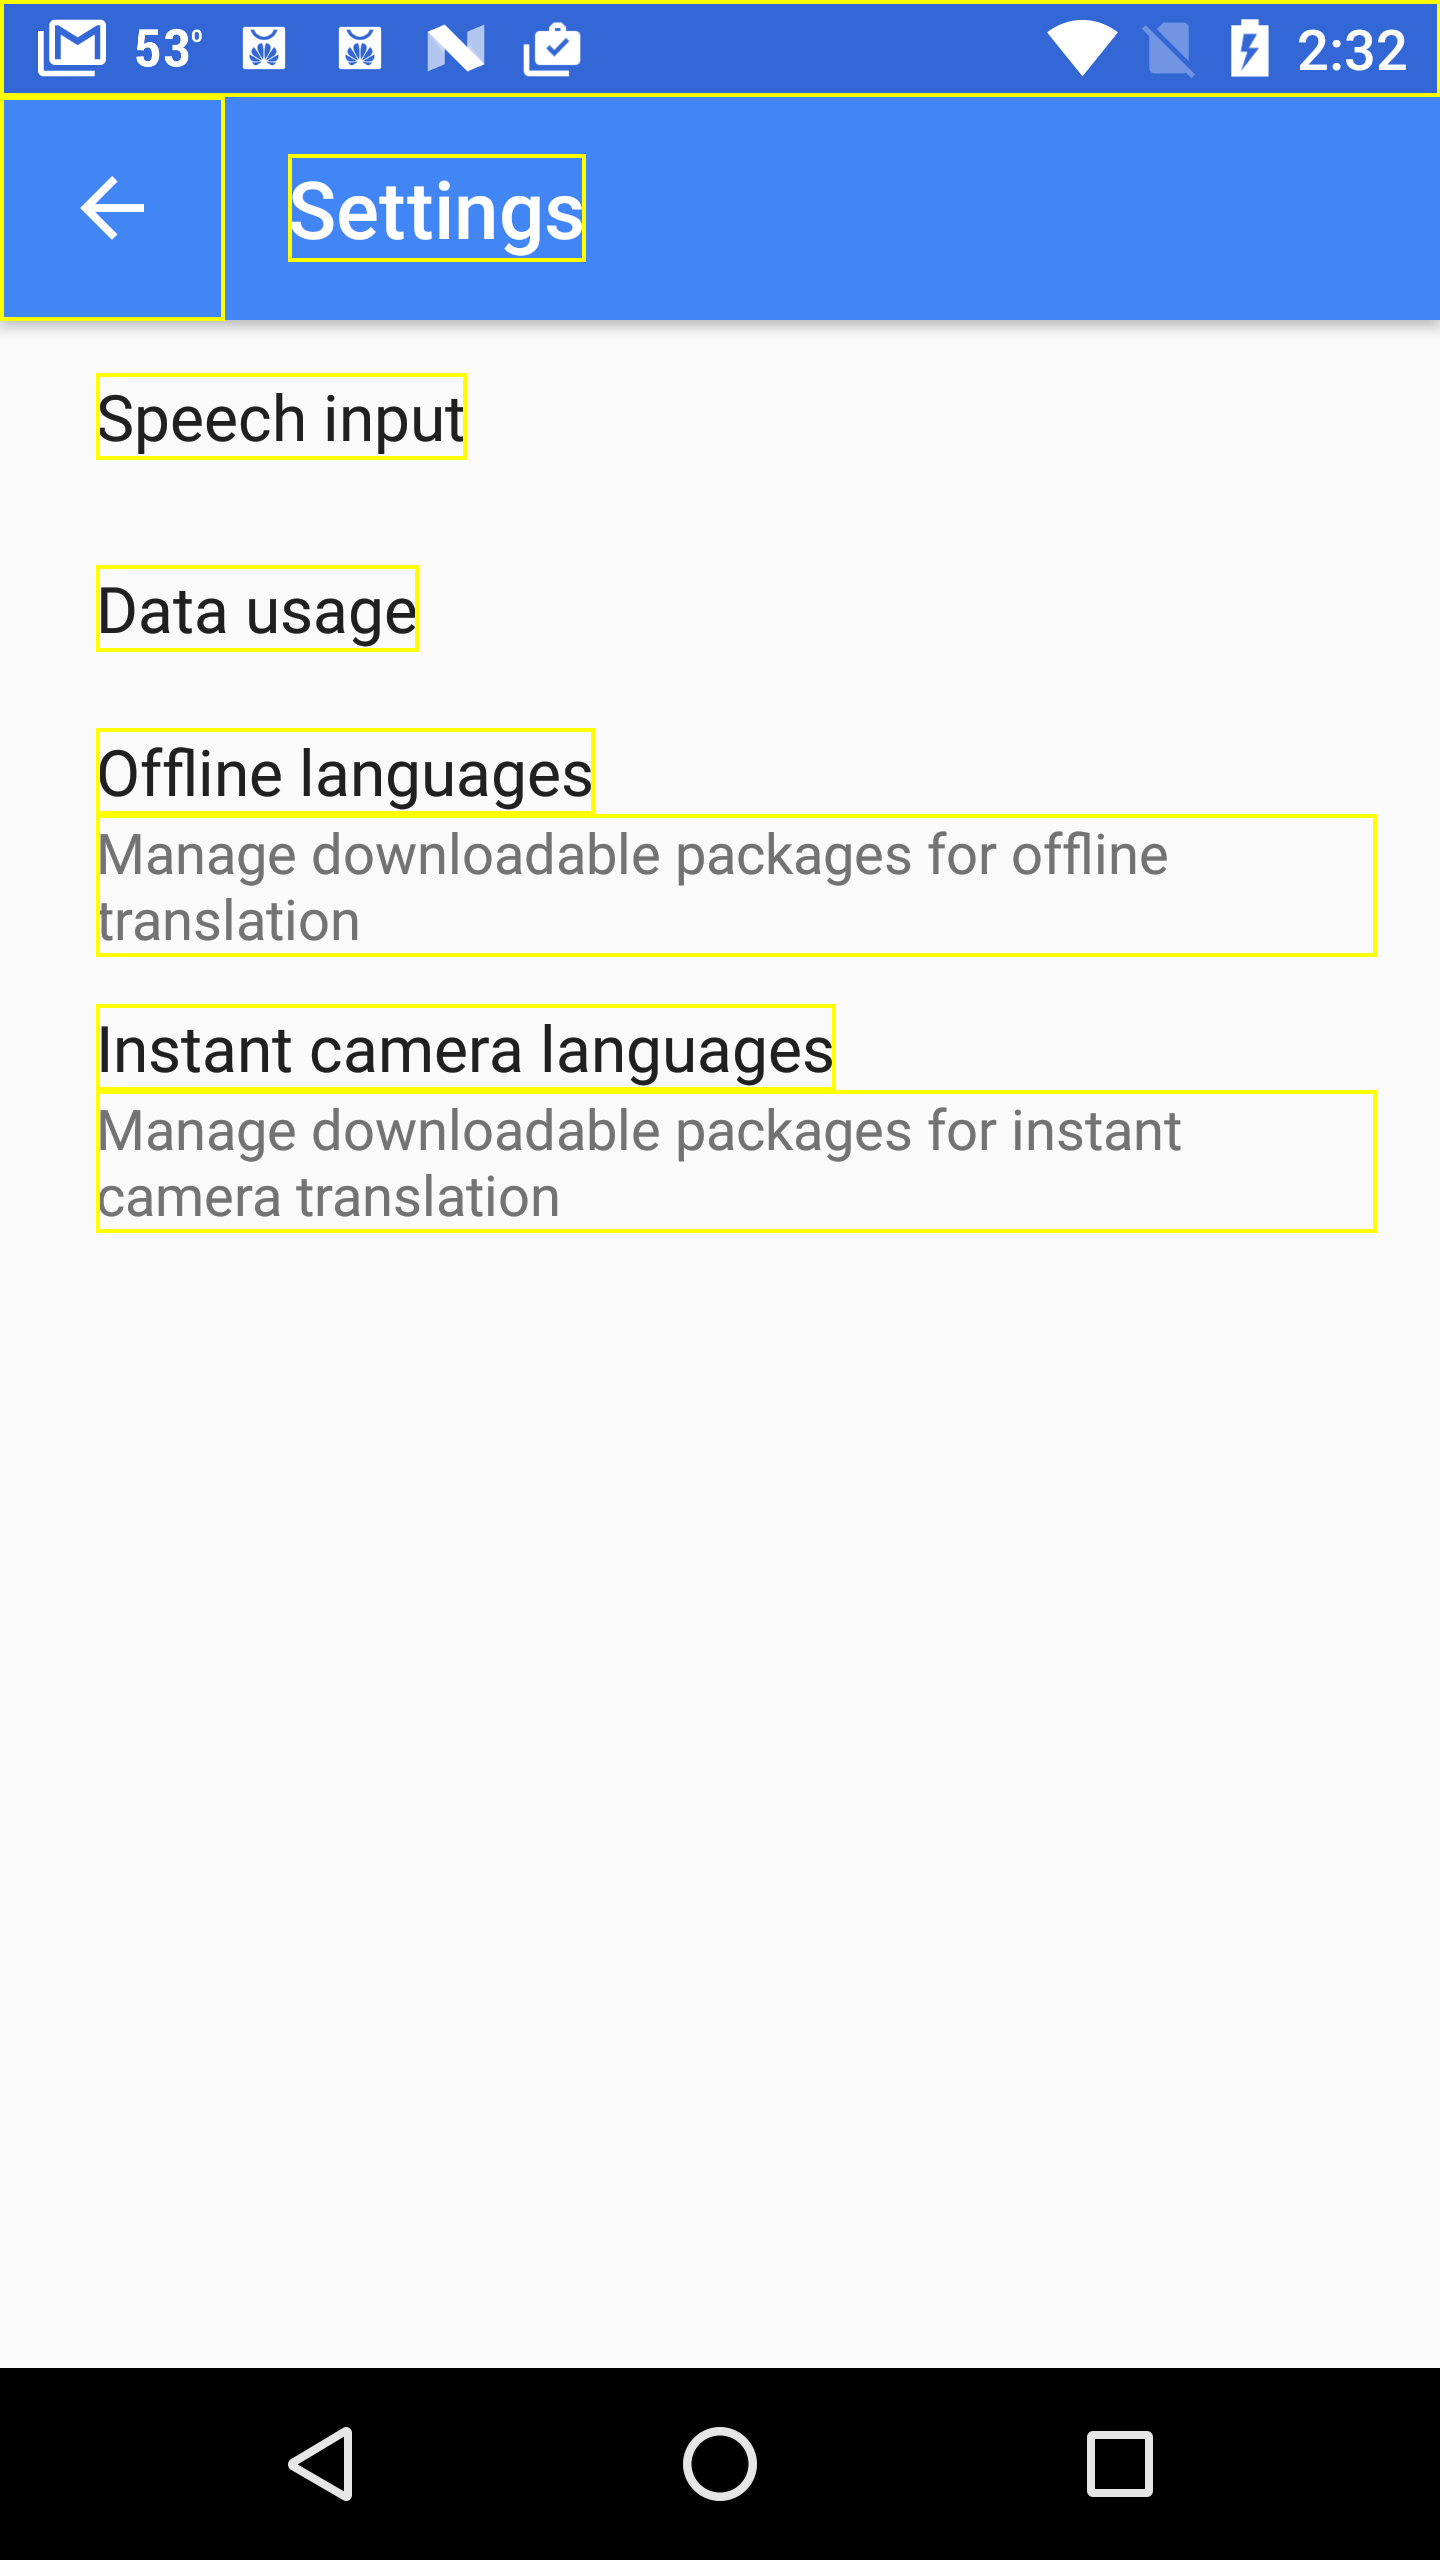 53° 2:32
Settings
Speech input
Data usage
Offline languages
Manage downloadable packages for offline
translation
Instant camera languages
Manage downloadable packages for instant
camera translation